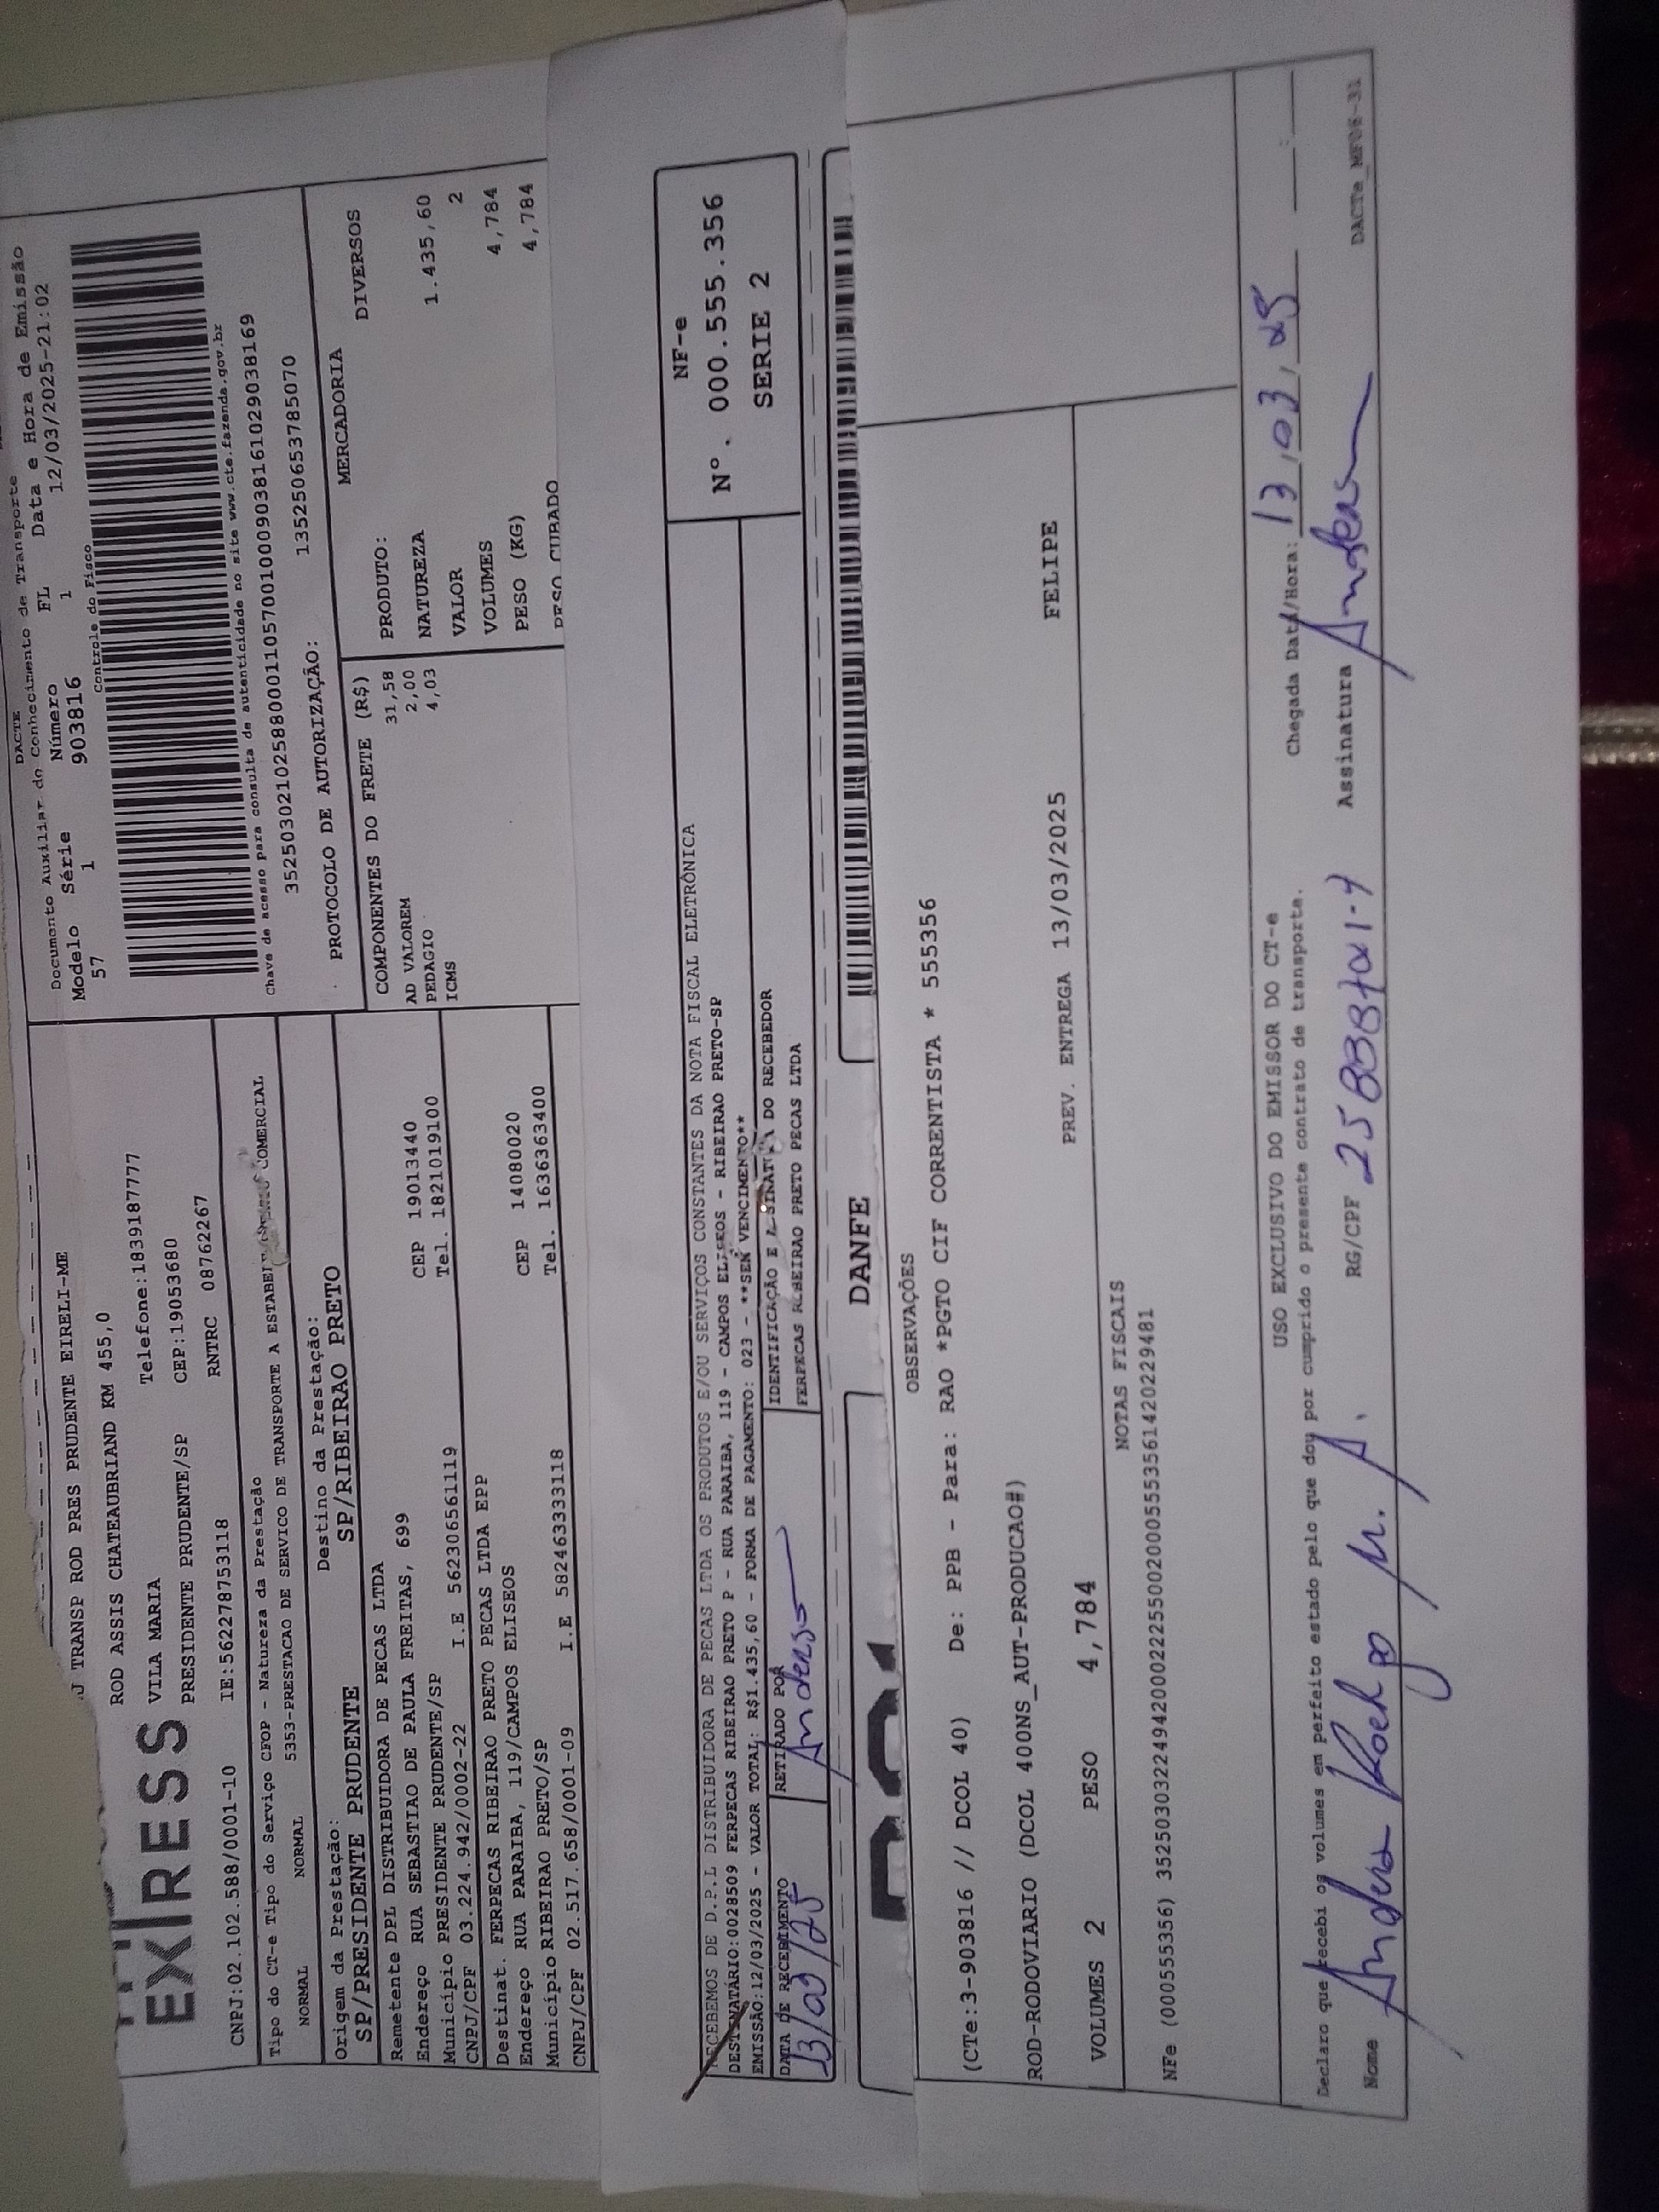 DACTE
Documento Auxiliar do Conhecimento de Transporte
Modelo Série Número FL Data e Hora de Emissão
57 1 903816 1 12/03/2025-21:02
Controle do Fisco
Chave de acesso para consulta de autenticidade no site www.cte.fazenda.gov.br
35250302102588000110570010009038161029038169
PROTOCOLO DE AUTORIZAÇÃO: 135250653785070
EXPRESS
J TRANSP ROD PRES PRUDENTE EIRELI-ME
ROD ASSIS CHATEAUBRIAND KM 455,0
VILA MARIA Telefone:1839187777
PRESIDENTE PRUDENTE/SP CEP:19053680
CNPJ:02.102.588/0001-10 IE:562278753118 RNTRC 08762267
Tipo do CT-e Tipo do Serviço CFOP - Natureza da Prestação
NORMAL NORMAL 5353-PRESTACAO DE SERVICO DE TRANSPORTE A ESTABEL COMERCIAL
Origem da Prestação: Destino da Prestação:
SP/PRESIDENTE PRUDENTE SP/RIBEIRAO PRETO
Remetente DPL DISTRIBUIDORA DE PECAS LTDA
Endereço RUA SEBASTIAO DE PAULA FREITAS, 699
Município PRESIDENTE PRUDENTE/SP CEP 19013440
CNPJ/CPF 03.224.942/0002-22 I.E 562306561119 Tel. 1821019100
Destinat. FERPECAS RIBEIRAO PRETO PECAS LTDA EPP
Endereço RUA PARAIBA, 119/CAMPOS ELISEOS
Município RIBEIRAO PRETO/SP CEP 14080020
CNPJ/CPF 02.517.658/0001-09 I.E 582463333118 Tel. 1636363400
COMPONENTES DO FRETE (R$)
AD VALOREM 31,58
PEDAGIO 2,00
ICMS 4,03
MERCADORIA
PRODUTO: DIVERSOS
NATUREZA
VALOR 1.435,60
VOLUMES 2
PESO (KG) 4,784
PESO CUBADO 4,784
RECEBEMOS DE D.P.L DISTRIBUIDORA DE PECAS LTDA OS PRODUTOS E/OU SERVIÇOS CONSTANTES DA NOTA FISCAL ELETRÔNICA
DESTINATÁRIO:0028509 FERPECAS RIBEIRAO PRETO P - RUA PARAIBA, 119 - CAMPOS ELISEOS - RIBEIRAO PRETO-SP
EMISSÃO:12/03/2025 - VALOR TOTAL: R$1.435,60 - FORMA DE PAGAMENTO: 023 - **SEM VENCIMENTO**
DATA DE RECEBIMENTO RETIRADO POR IDENTIFICAÇÃO E ASSINATURA DO RECEBEDOR
13/03/25 Anderson FERPECAS RIBEIRAO PRETO PECAS LTDA
NF-e
Nº. 000.555.356
SERIE 2
DANFE
OBSERVAÇÕES
(CTe:3-903816 // DCOL 40) De: PPB - Para: RAO *PGTO CIF CORRENTISTA * 555356
ROD-RODOVIARIO (DCOL 400NS_AUT-PRODUCAO#)
VOLUMES 2 PESO 4,784 PREV. ENTREGA 13/03/2025 FELIPE
NOTAS FISCAIS
NFe (000555356) 35250303224942000222550020005553561420229481
USO EXCLUSIVO DO EMISSOR DO CT-e
Declaro que recebi os volumes em perfeito estado pelo que dou por cumprido o presente contrato de transporte.
Chegada Data/Hora: 13/03/25
Nome Anderson M. A. RG/CPF Assinatura Anderson
DACTe_MF06-31